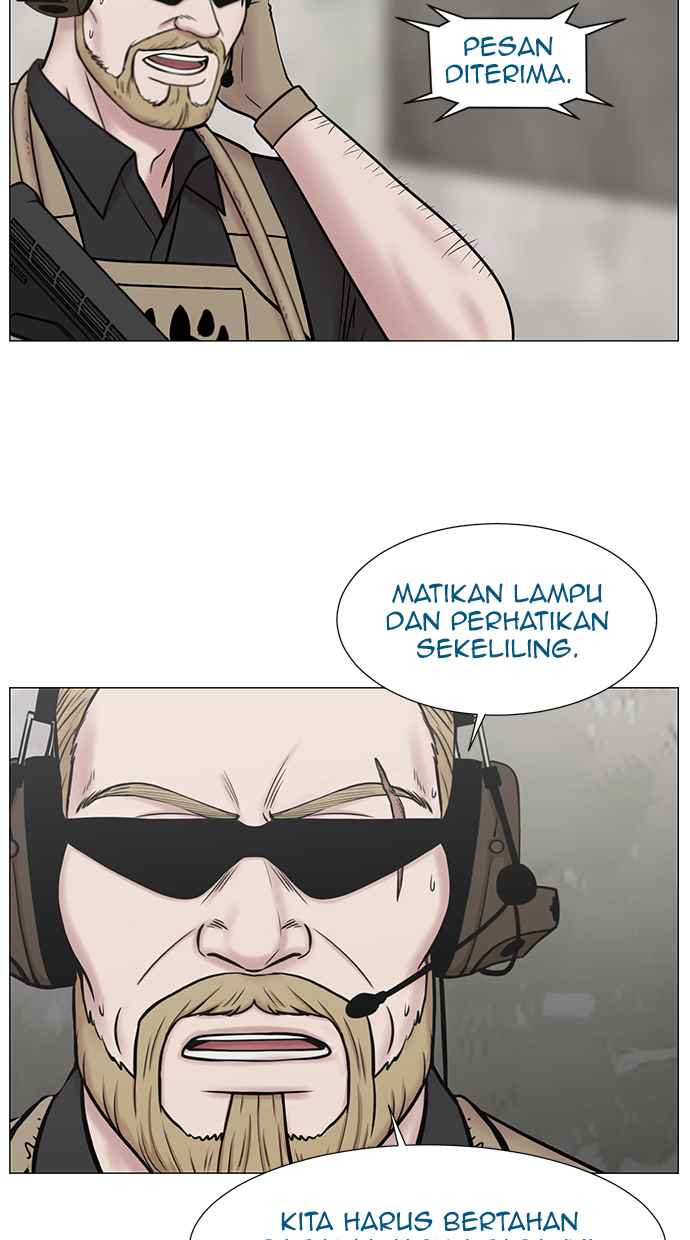 PESAN
DITERIMA.
MATIKAN LAMPU
DAN PERHATIKAN
SEKELILING.
KITA HARUS BERTAHAN